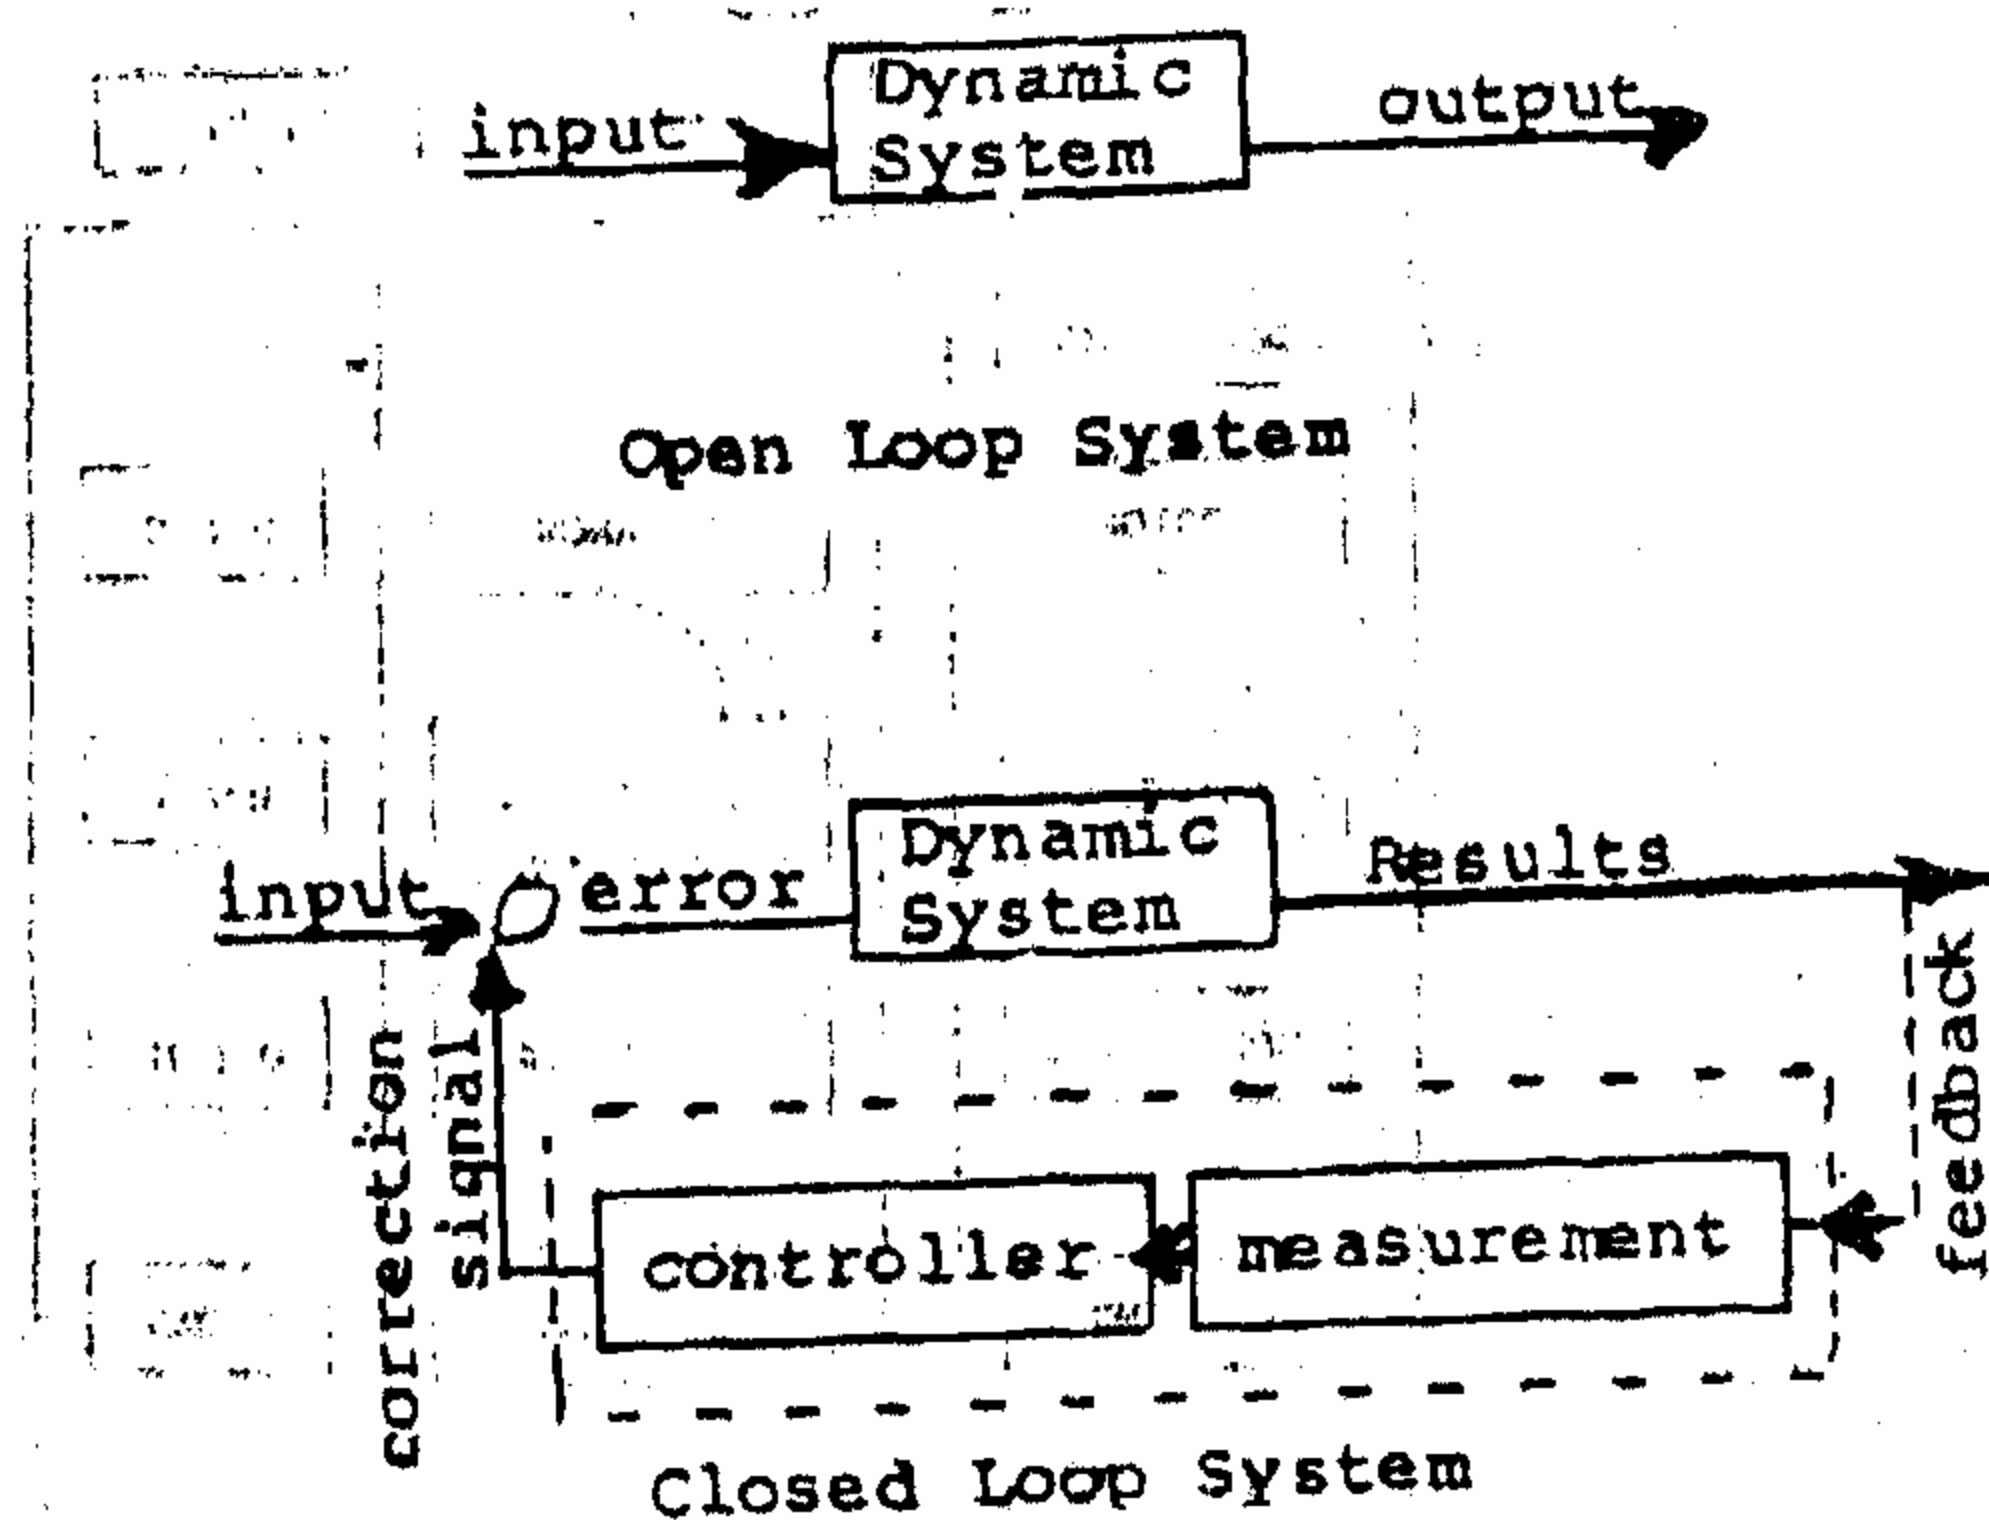 Dynamic
System
input
output
Open Loop System
Dynamic
System
input
error
Results
feedback
correction
signal
controller
measurement
Closed Loop System